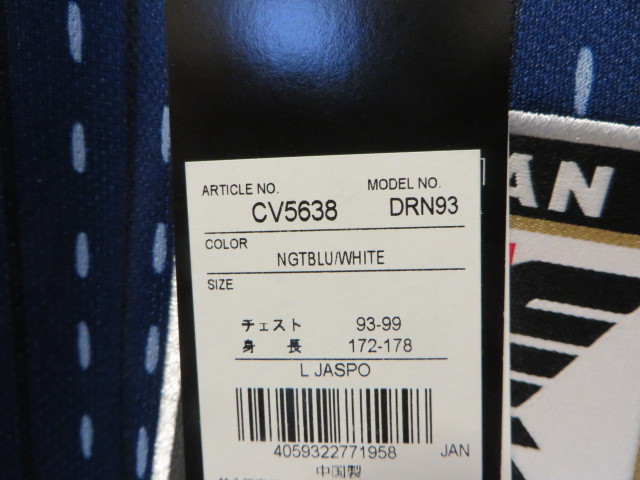 ARTICLE NO. MODEL NO.
CV5638 DRN93
COLOR
NGTBLU/WHITE
SIZE
チェスト 93-99
身 長 172-178
L JASPO
4059322771958 JAN
中国製
AN